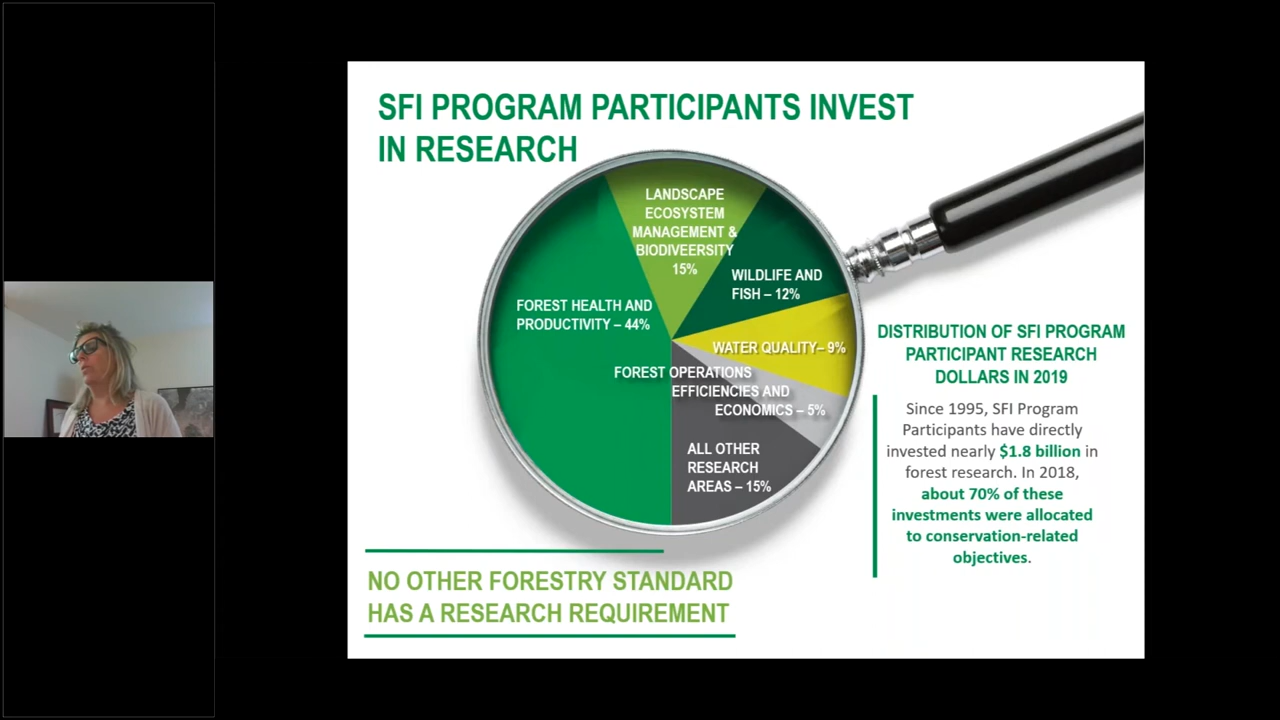 SFI PROGRAM PARTICIPANTS INVEST
IN RESEARCH
LANDSCAPE
ECOSYSTEM
MANAGEMENT &
BIODIVEERSITY
15%
WILDLIFE AND
FISH – 12%
FOREST HEALTH AND
PRODUCTIVITY – 44%
WATER QUALITY– 9%
FOREST OPERATIONS
EFFICIENCIES AND
ECONOMICS – 5%
ALL OTHER
RESEARCH
AREAS – 15%
DISTRIBUTION OF SFI PROGRAM
PARTICIPANT RESEARCH
DOLLARS IN 2019
Since 1995, SFI Program
Participants have directly
invested nearly $1.8 billion in
forest research. In 2018,
about 70% of these
investments were allocated
to conservation-related
objectives.
NO OTHER FORESTRY STANDARD
HAS A RESEARCH REQUIREMENT